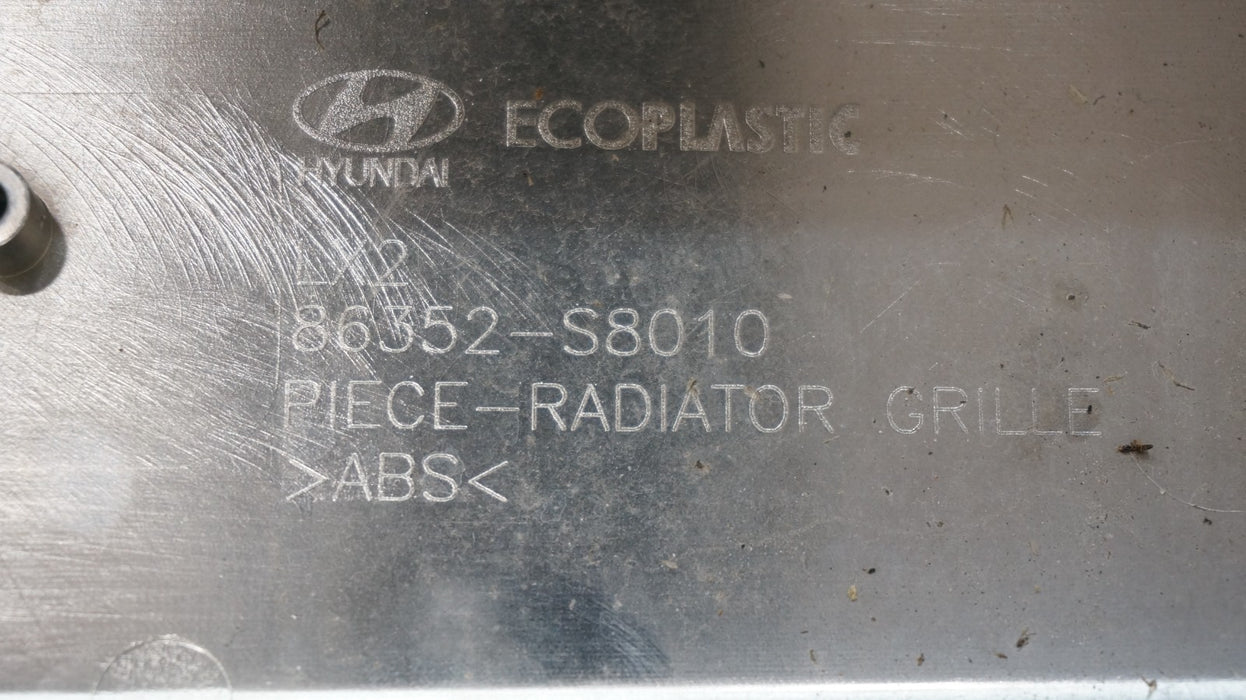 HYUNDAI ECOPLASTIC
LX2
86352-S8010
PIECE-RADIATOR GRILLE
>ABS<